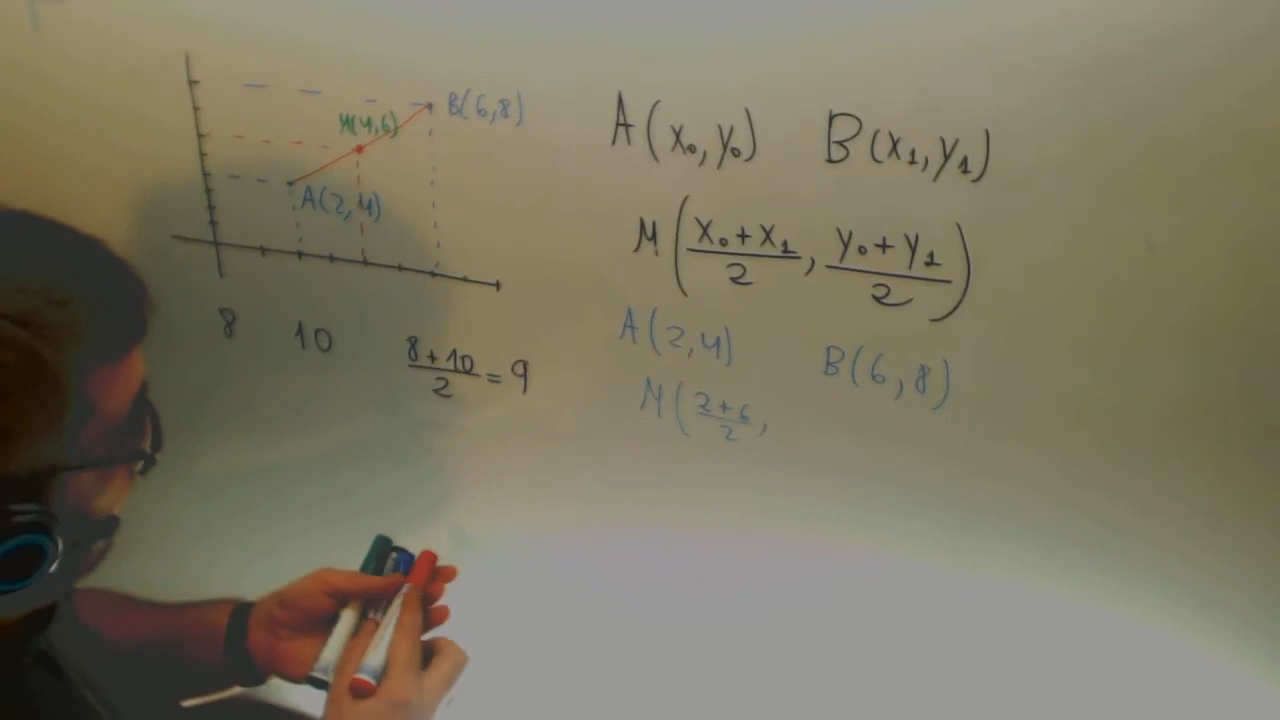 B(6,8)
M(4,6)
A(2,4)
8 10 8+10/2 = 9
A(x₀,y₀) B(x₁,y₁)
M(x₀+x₁/2, y₀+y₁/2)
A(2,4) B(6,8)
M(2+6/2,